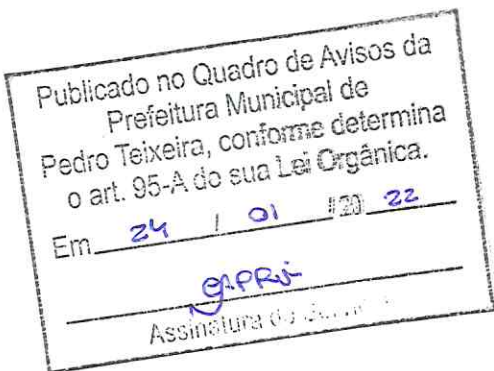 Publicado no Quadro de Avisos da
Prefeitura Municipal de
Pedro Teixeira, conforme determina
o art. 95-A do sua Lei Orgânica.
Em 24 / 01 /20 22
Assinatura do